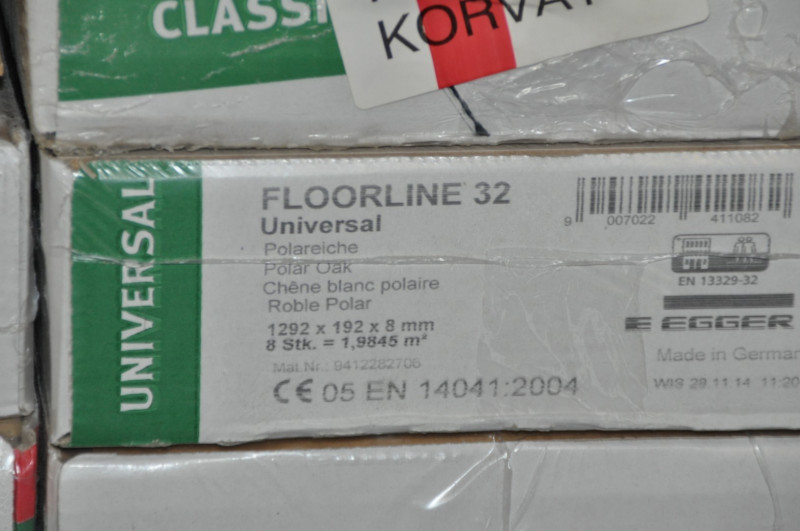 CLASSI
KORVA
UNIVERSAL
FLOORLINE 32
Universal
Polareiche
Polar Oak
Chêne blanc polaire
Roble Polar
1292 x 192 x 8 mm
8 Stk. = 1,9845 m²
Mat.Nr.: 9412282706
CE 05 EN 14041:2004
9 007022 411082
EN 13329-32
E EGGER
Made in German
WIS 29 11 14 11:20